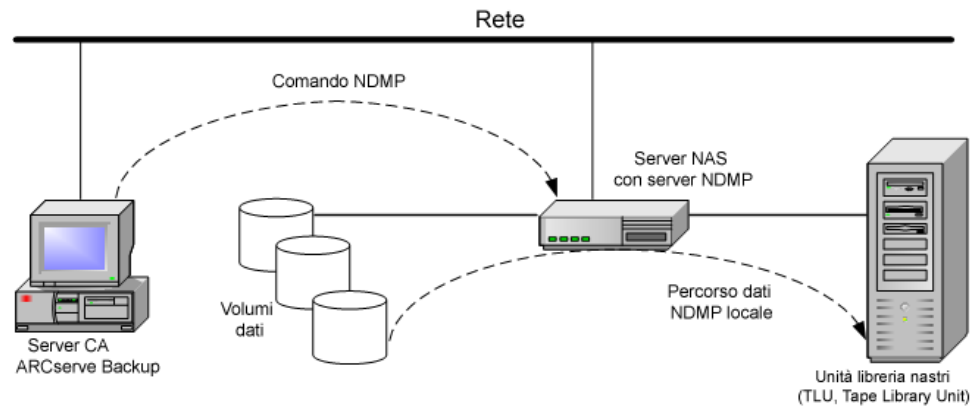 Rete
Comando NDMP
Server NAS
con server NDMP
Volumi
dati
Percorso dati
NDMP locale
Server CA
ARCserve Backup
Unità libreria nastri
(TLU, Tape Library Unit)